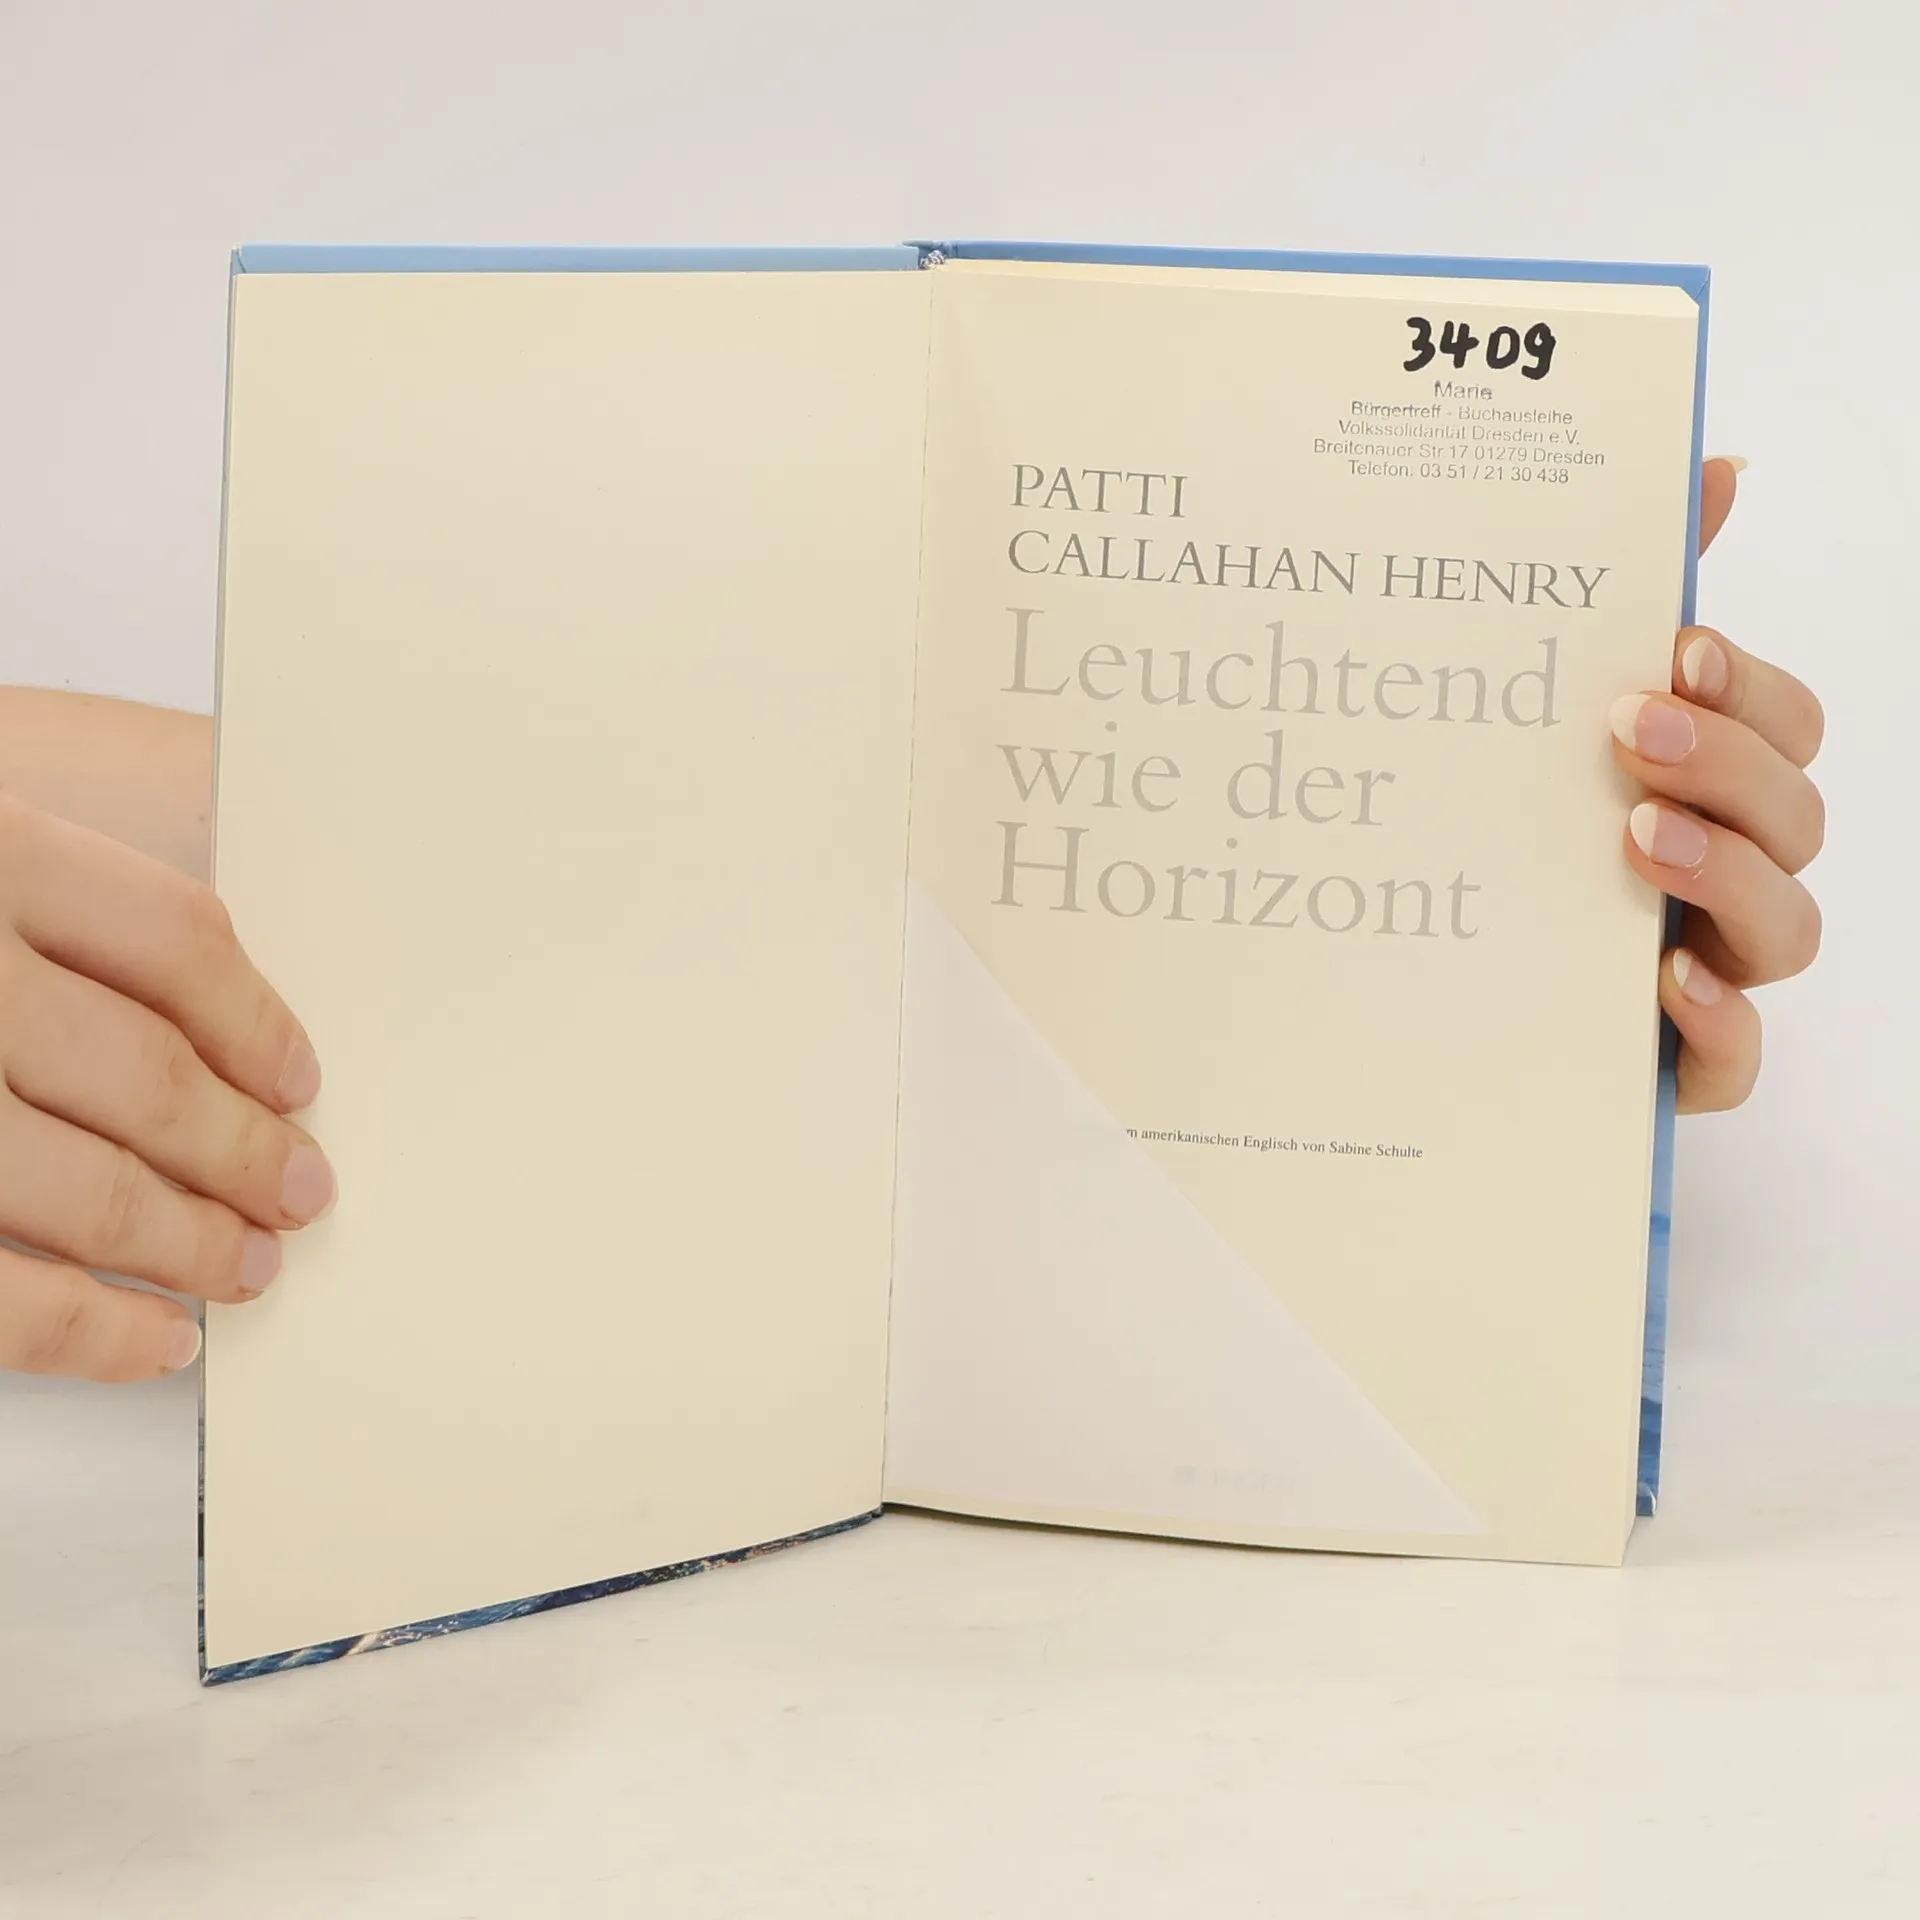 3409
Marie
Bürgertreff - Buchausleihe
Volkssolidarität Dresden e.V.
Breitenauer Str. 17 01279 Dresden
Telefon: 03 51 / 21 30 438
PATTI
CALLAHAN HENRY
Leuchtend
wie der
Horizont
m amerikanischen Englisch von Sabine Schulte